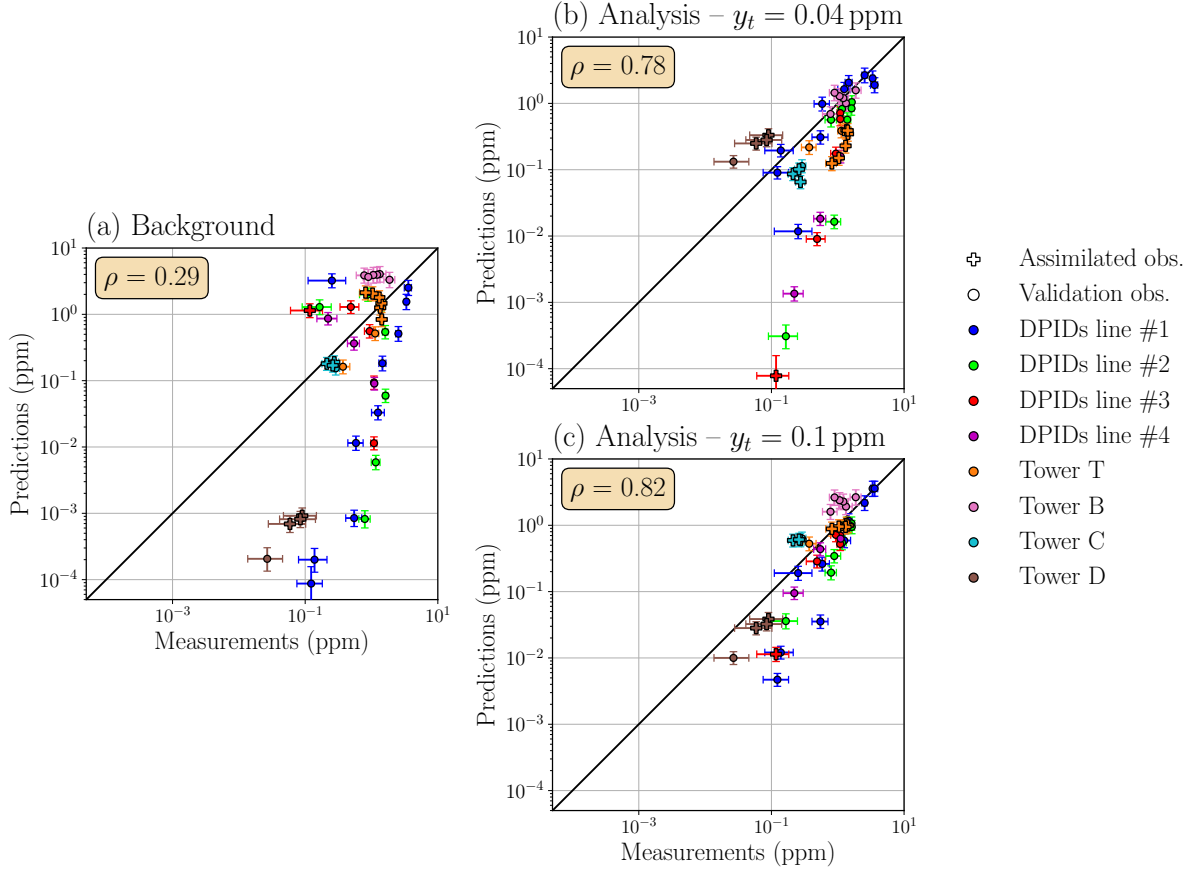 (b) Analysis – y_t = 0.04 ppm
ρ = 0.78
10^1
10^0
10^−1
10^−2
10^−3
10^−4
Predictions (ppm)
10^−3
10^−1
10^1
(a) Background
ρ = 0.29
10^1
10^0
10^−1
10^−2
10^−3
10^−4
Predictions (ppm)
10^−3
10^−1
10^1
Measurements (ppm)
(c) Analysis – y_t = 0.1 ppm
ρ = 0.82
10^1
10^0
10^−1
10^−2
10^−3
10^−4
Predictions (ppm)
10^−3
10^−1
10^1
Measurements (ppm)
Assimilated obs.
Validation obs.
DPIDs line #1
DPIDs line #2
DPIDs line #3
DPIDs line #4
Tower T
Tower B
Tower C
Tower D